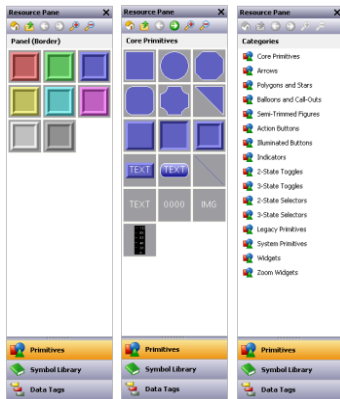 Resource Pane X
Panel (Border)
Primitives
Symbol Library
Data Tags
Resource Pane X
Core Primitives
TEXT TEXT
TEXT 0000 IMG
Primitives
Symbol Library
Data Tags
Resource Pane X
Categories
Core Primitives
Arrows
Polygons and Stars
Balloons and Call-Outs
Semi-Trimmed Figures
Action Buttons
Illuminated Buttons
Indicators
2-State Toggles
3-State Toggles
2-State Selectors
3-State Selectors
Legacy Primitives
System Primitives
Widgets
Zoom Widgets
Primitives
Symbol Library
Data Tags